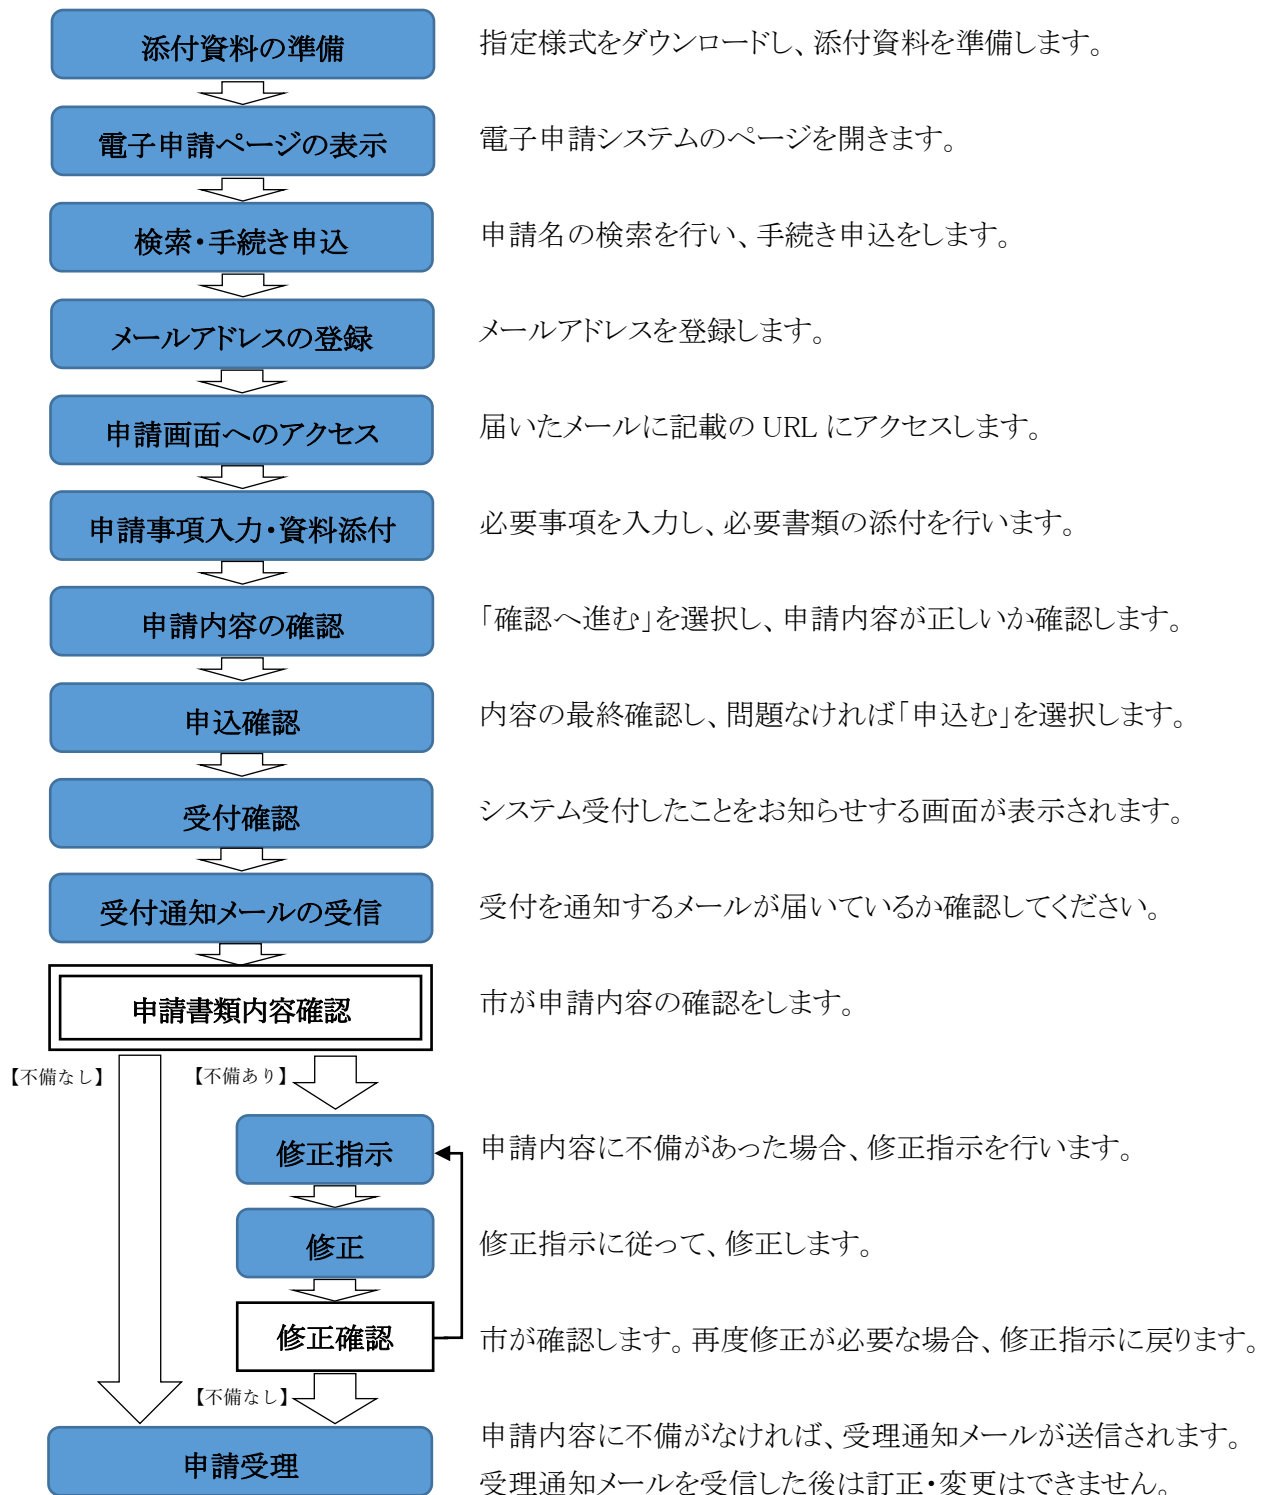 添付資料の準備
指定様式をダウンロードし、添付資料を準備します。
電子申請ページの表示
電子申請システムのページを開きます。
検索・手続き申込
申請名の検索を行い、手続き申込をします。
メールアドレスの登録
メールアドレスを登録します。
申請画面へのアクセス
届いたメールに記載の URL にアクセスします。
申請事項入力・資料添付
必要事項を入力し、必要書類の添付を行います。
申請内容の確認
「確認へ進む」を選択し、申請内容が正しいか確認します。
申込確認
内容の最終確認し、問題なければ「申込む」を選択します。
受付確認
システム受付したことをお知らせする画面が表示されます。
受付通知メールの受信
受付を通知するメールが届いているか確認してください。
申請書類内容確認
市が申請内容の確認をします。
【不備なし】
【不備あり】
修正指示
申請内容に不備があった場合、修正指示を行います。
修正
修正指示に従って、修正します。
修正確認
市が確認します。再度修正が必要な場合、修正指示に戻ります。
【不備なし】
申請受理
申請内容に不備がなければ、受理通知メールが送信されます。
受理通知メールを受信した後は訂正・変更はできません。